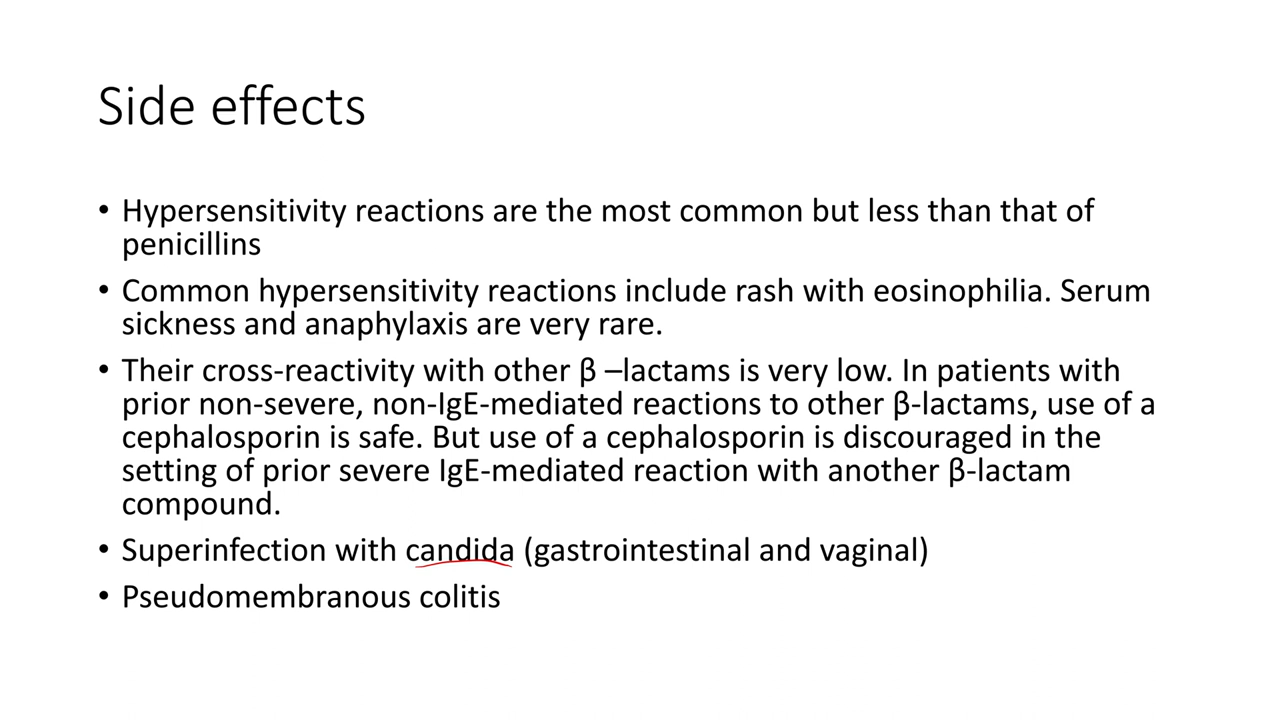 Side effects
• Hypersensitivity reactions are the most common but less than that of
penicillins
• Common hypersensitivity reactions include rash with eosinophilia. Serum
sickness and anaphylaxis are very rare.
• Their cross-reactivity with other β –lactams is very low. In patients with
prior non-severe, non-IgE-mediated reactions to other β-lactams, use of a
cephalosporin is safe. But use of a cephalosporin is discouraged in the
setting of prior severe IgE-mediated reaction with another β-lactam
compound.
• Superinfection with candida (gastrointestinal and vaginal)
• Pseudomembranous colitis